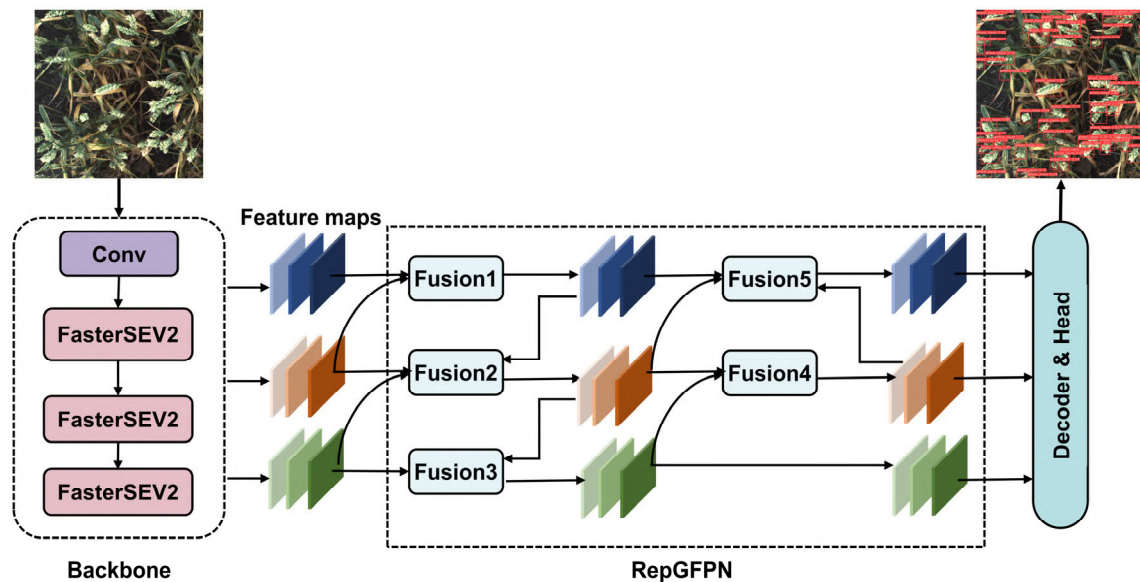 Feature maps
Conv
FasterSEV2
FasterSEV2
FasterSEV2
Backbone
Fusion1
Fusion2
Fusion3
Fusion5
Fusion4
RepGFPN
Decoder & Head